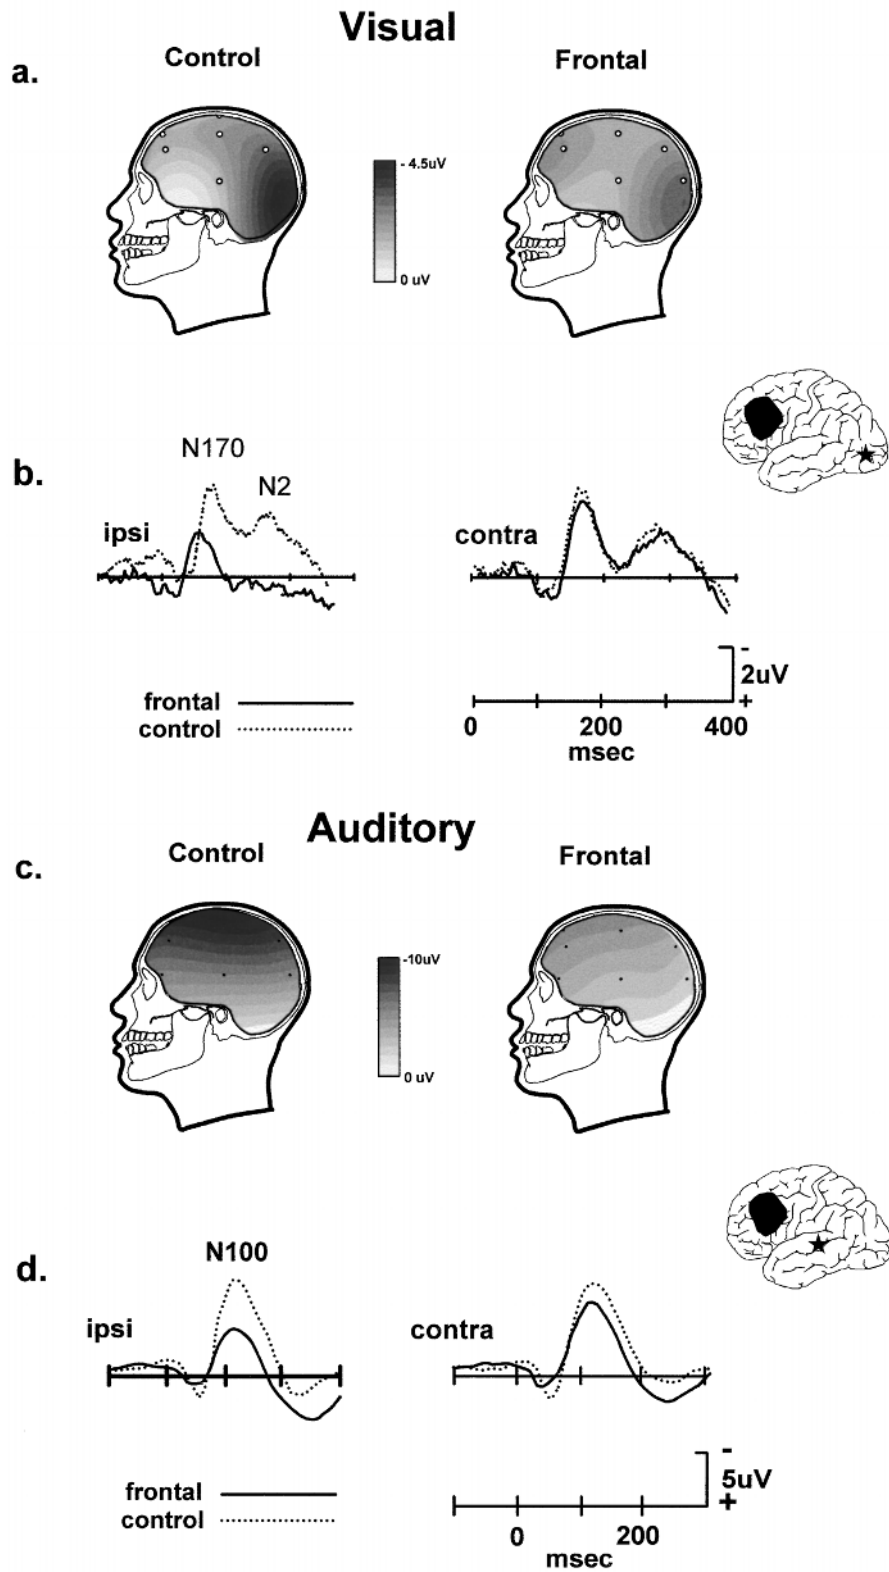 Visual
Control
Frontal
a.
- 4.5uV
0 uV
b.
N170
N2
ipsi
contra
-
2uV
+
frontal
control
0 200 400
msec
Auditory
Control
Frontal
c.
-10uV
0 uV
d.
N100
ipsi
contra
-
5uV
+
frontal
control
0 200
msec